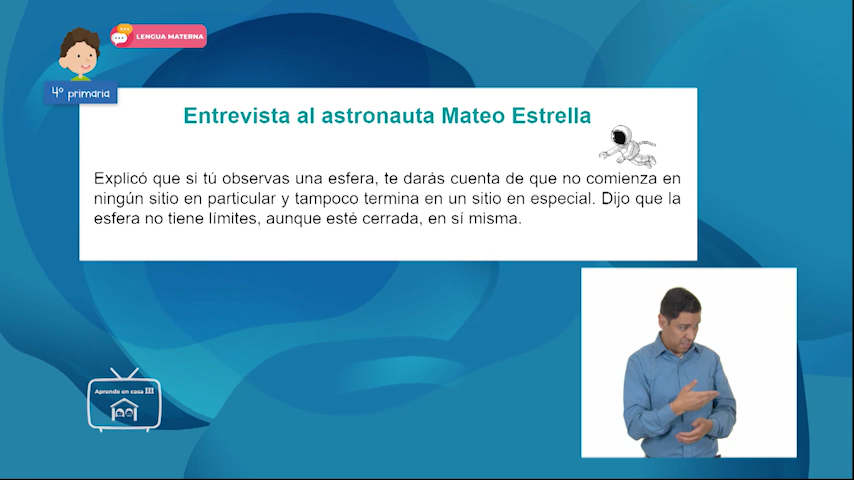 LENGUA MATERNA
4º primaria
Entrevista al astronauta Mateo Estrella
Explicó que si tú observas una esfera, te darás cuenta de que no comienza en
ningún sitio en particular y tampoco termina en un sitio en especial. Dijo que la
esfera no tiene límites, aunque esté cerrada, en sí misma.
Aprende en casa III